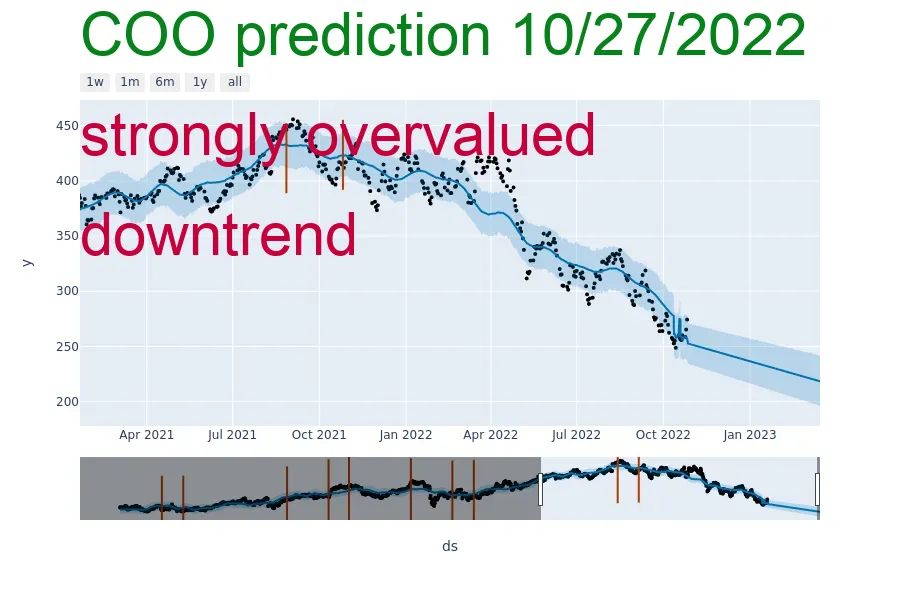 COO prediction 10/27/2022
1w 1m 6m 1y all
strongly overvalued
downtrend
450
400
350
300
250
200
y
Apr 2021 Jul 2021 Oct 2021 Jan 2022 Apr 2022 Jul 2022 Oct 2022 Jan 2023
ds